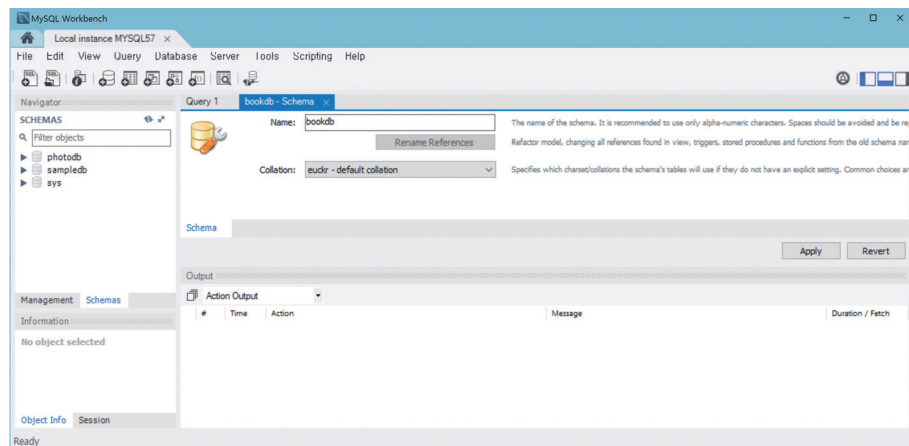 MySQL Workbench
Local instance MYSQL57
File Edit View Query Database Server Tools Scripting Help
Navigator
SCHEMAS
Filter objects
photodb
sampledb
sys
Management Schemas
Information
No object selected
Object Info Session
Query 1 bookdb - Schema
Name: bookdb The name of the schema. It is recommended to use only alpha-numeric characters. Spaces should be avoided and be
Rename References Refactor model, changing all references found in view, triggers, stored procedures and functions from the old schema
Collation: euckr - default collation Specifies which charset/collations the schema's tables will use if they do not have an explicit setting. Common choices
Schema
Apply Revert
Output
Action Output
# Time Action Message Duration / Fetch
Ready